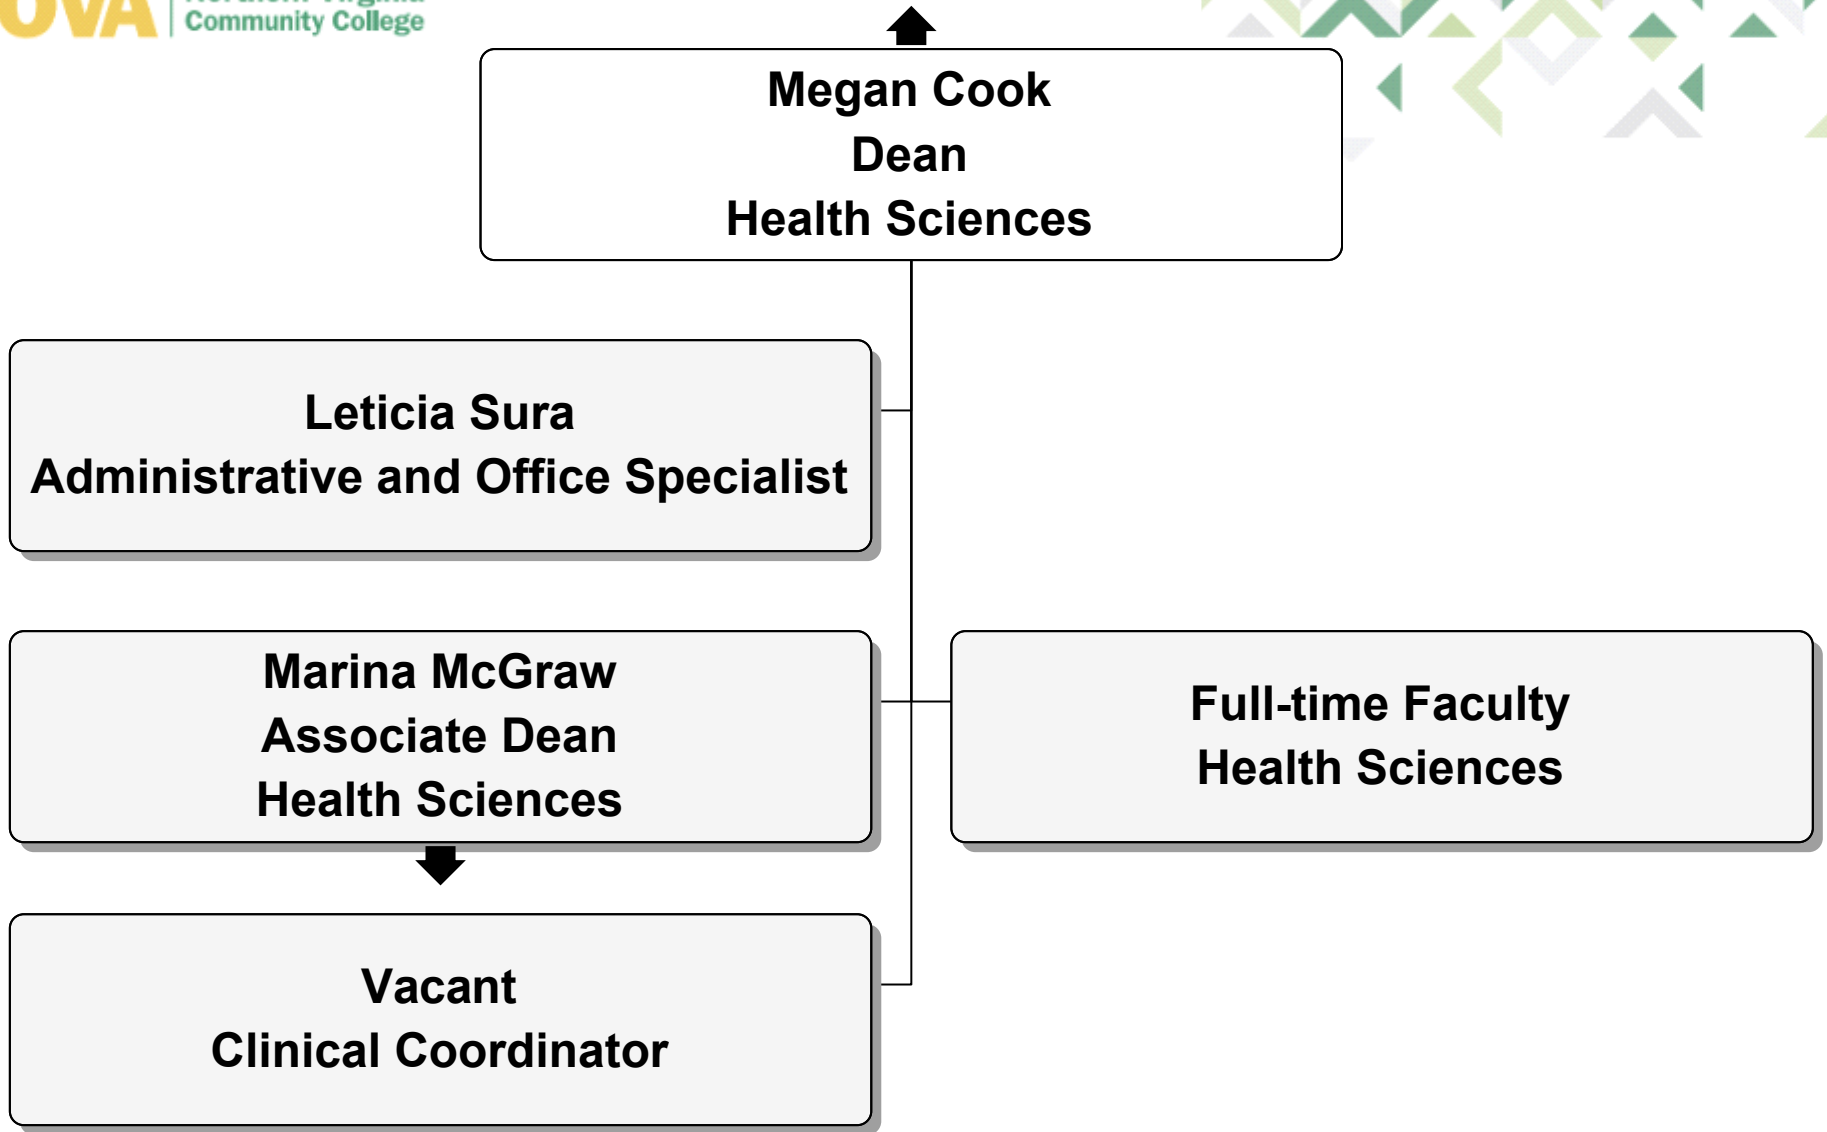 OVA
Community College
Megan Cook
Dean
Health Sciences
Leticia Sura
Administrative and Office Specialist
Marina McGraw
Associate Dean
Health Sciences
Full-time Faculty
Health Sciences
Vacant
Clinical Coordinator